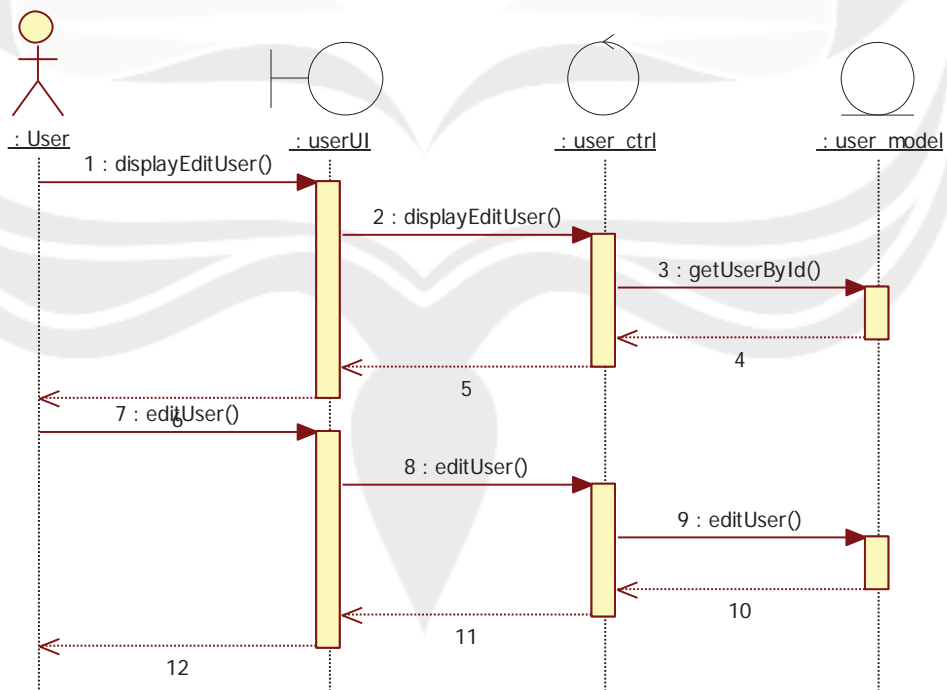 : User
: userUI
: user_ctrl
: user_model
1 : displayEditUser()
2 : displayEditUser()
3 : getUserById()
4
5
6
7 : editUser()
8 : editUser()
9 : editUser()
10
11
12